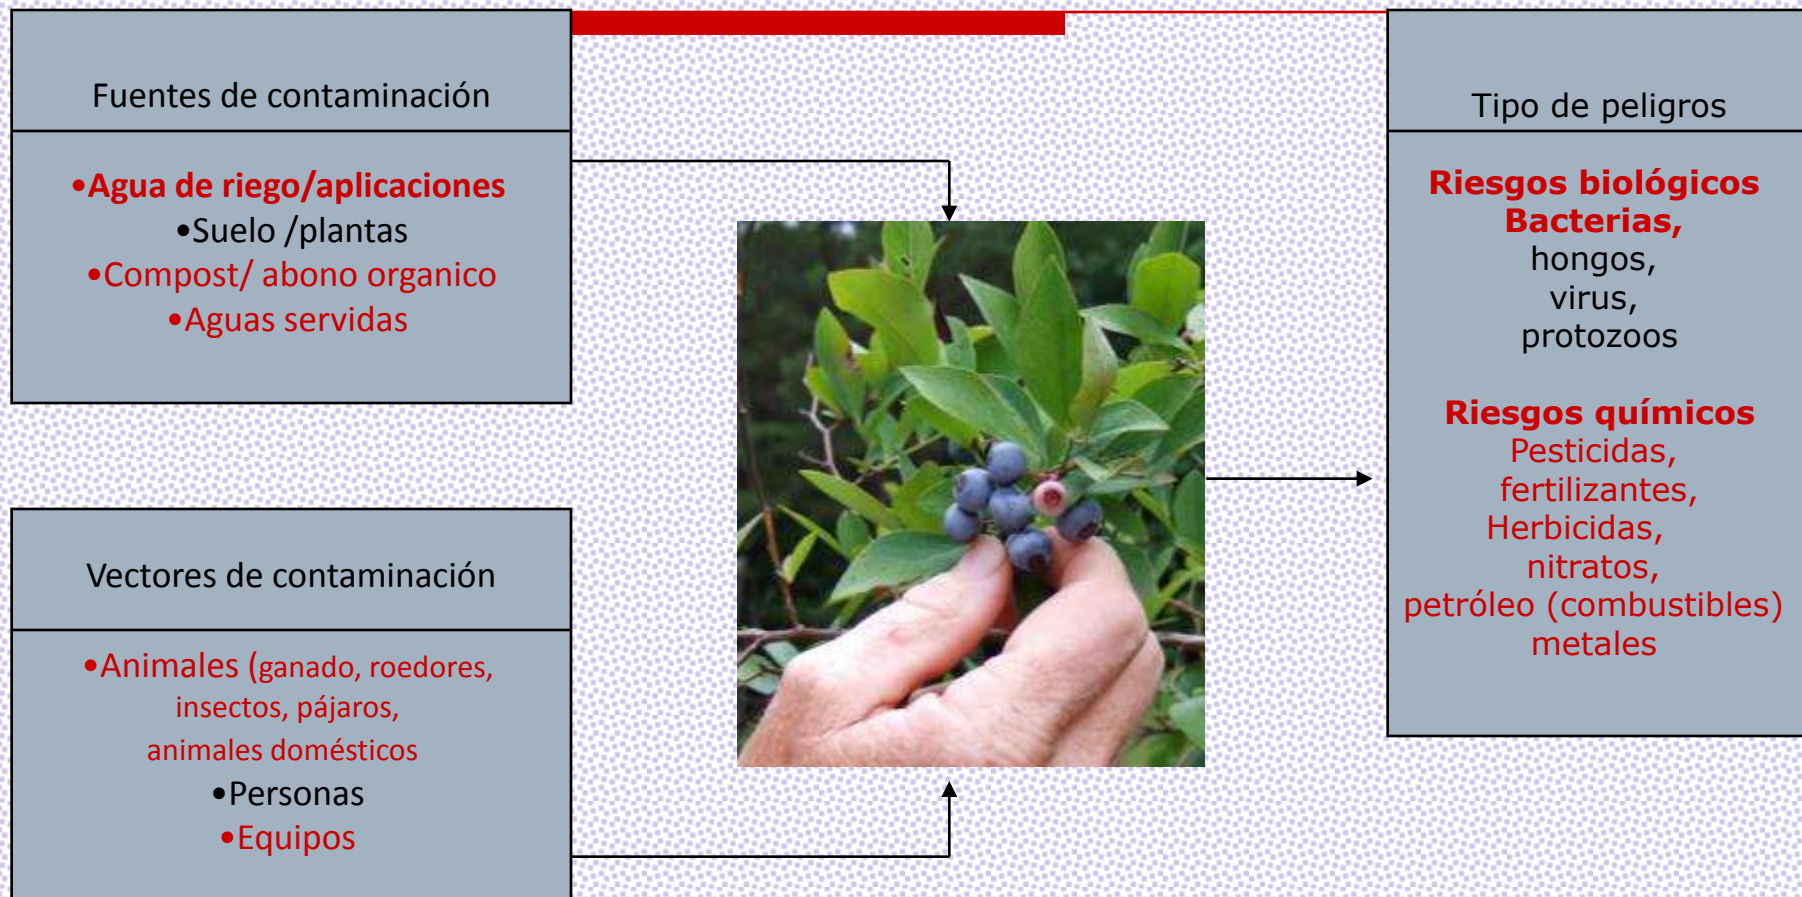 Fuentes de contaminación
•Agua de riego/aplicaciones
•Suelo /plantas
•Compost/ abono organico
•Aguas servidas
Vectores de contaminación
•Animales (ganado, roedores,
insectos, pájaros,
animales domésticos
•Personas
•Equipos
Tipo de peligros
Riesgos biológicos
Bacterias,
hongos,
virus,
protozoos
Riesgos químicos
Pesticidas,
fertilizantes,
Herbicidas,
nitratos,
petróleo (combustibles)
metales